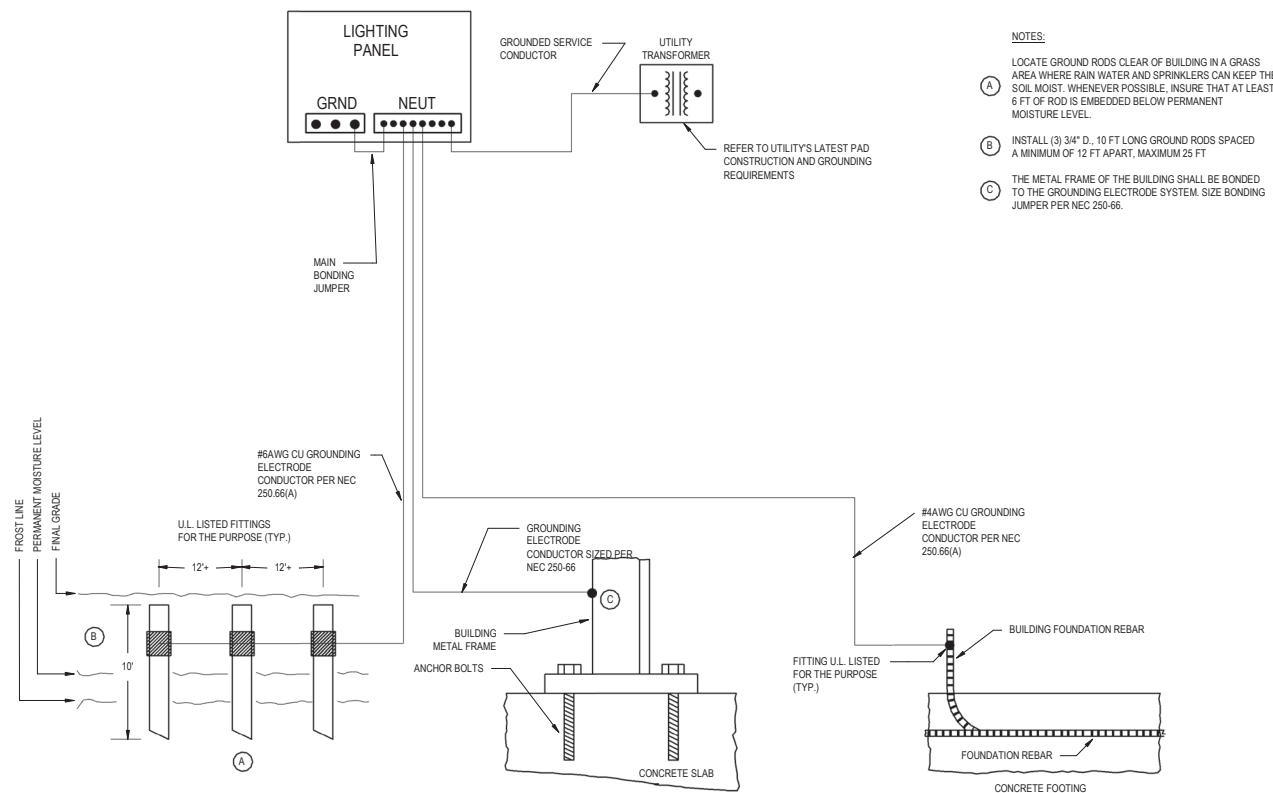 LIGHTING
PANEL
GRND
NEUT
GROUNDED SERVICE
CONDUCTOR
UTILITY
TRANSFORMER
REFER TO UTILITY'S LATEST PAD
CONSTRUCTION AND GROUNDING
REQUIREMENTS
NOTES:
A
LOCATE GROUND RODS CLEAR OF BUILDING IN A GRASS
AREA WHERE RAIN WATER AND SPRINKLERS CAN KEEP THE
SOIL MOIST. WHENEVER POSSIBLE, INSURE THAT AT LEAST
6 FT OF ROD IS EMBEDDED BELOW PERMANENT
MOISTURE LEVEL.
B
INSTALL (3) 3/4" D., 10 FT LONG GROUND RODS SPACED
A MINIMUM OF 12 FT APART, MAXIMUM 25 FT
C
THE METAL FRAME OF THE BUILDING SHALL BE BONDED
TO THE GROUNDING ELECTRODE SYSTEM. SIZE BONDING
JUMPER PER NEC 250-66.
MAIN
BONDING
JUMPER
#6AWG CU GROUNDING
ELECTRODE
CONDUCTOR PER NEC
250.66(A)
FROST LINE
PERMANENT MOISTURE LEVEL
FINAL GRADE
U.L. LISTED FITTINGS
FOR THE PURPOSE (TYP.)
12'+
12'+
B
10'
A
GROUNDING
ELECTRODE
CONDUCTOR SIZED PER
NEC 250-66
C
BUILDING
METAL FRAME
ANCHOR BOLTS
CONCRETE SLAB
#4AWG CU GROUNDING
ELECTRODE
CONDUCTOR PER NEC
250.66(A)
BUILDING FOUNDATION REBAR
FITTING U.L. LISTED
FOR THE PURPOSE
(TYP.)
FOUNDATION REBAR
CONCRETE FOOTING